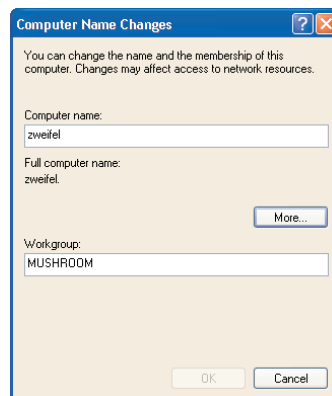 Computer Name Changes
You can change the name and the membership of this
computer. Changes may affect access to network resources.
Computer name:
zweifel
Full computer name:
zweifel.
More...
Workgroup:
MUSHROOM
OK
Cancel